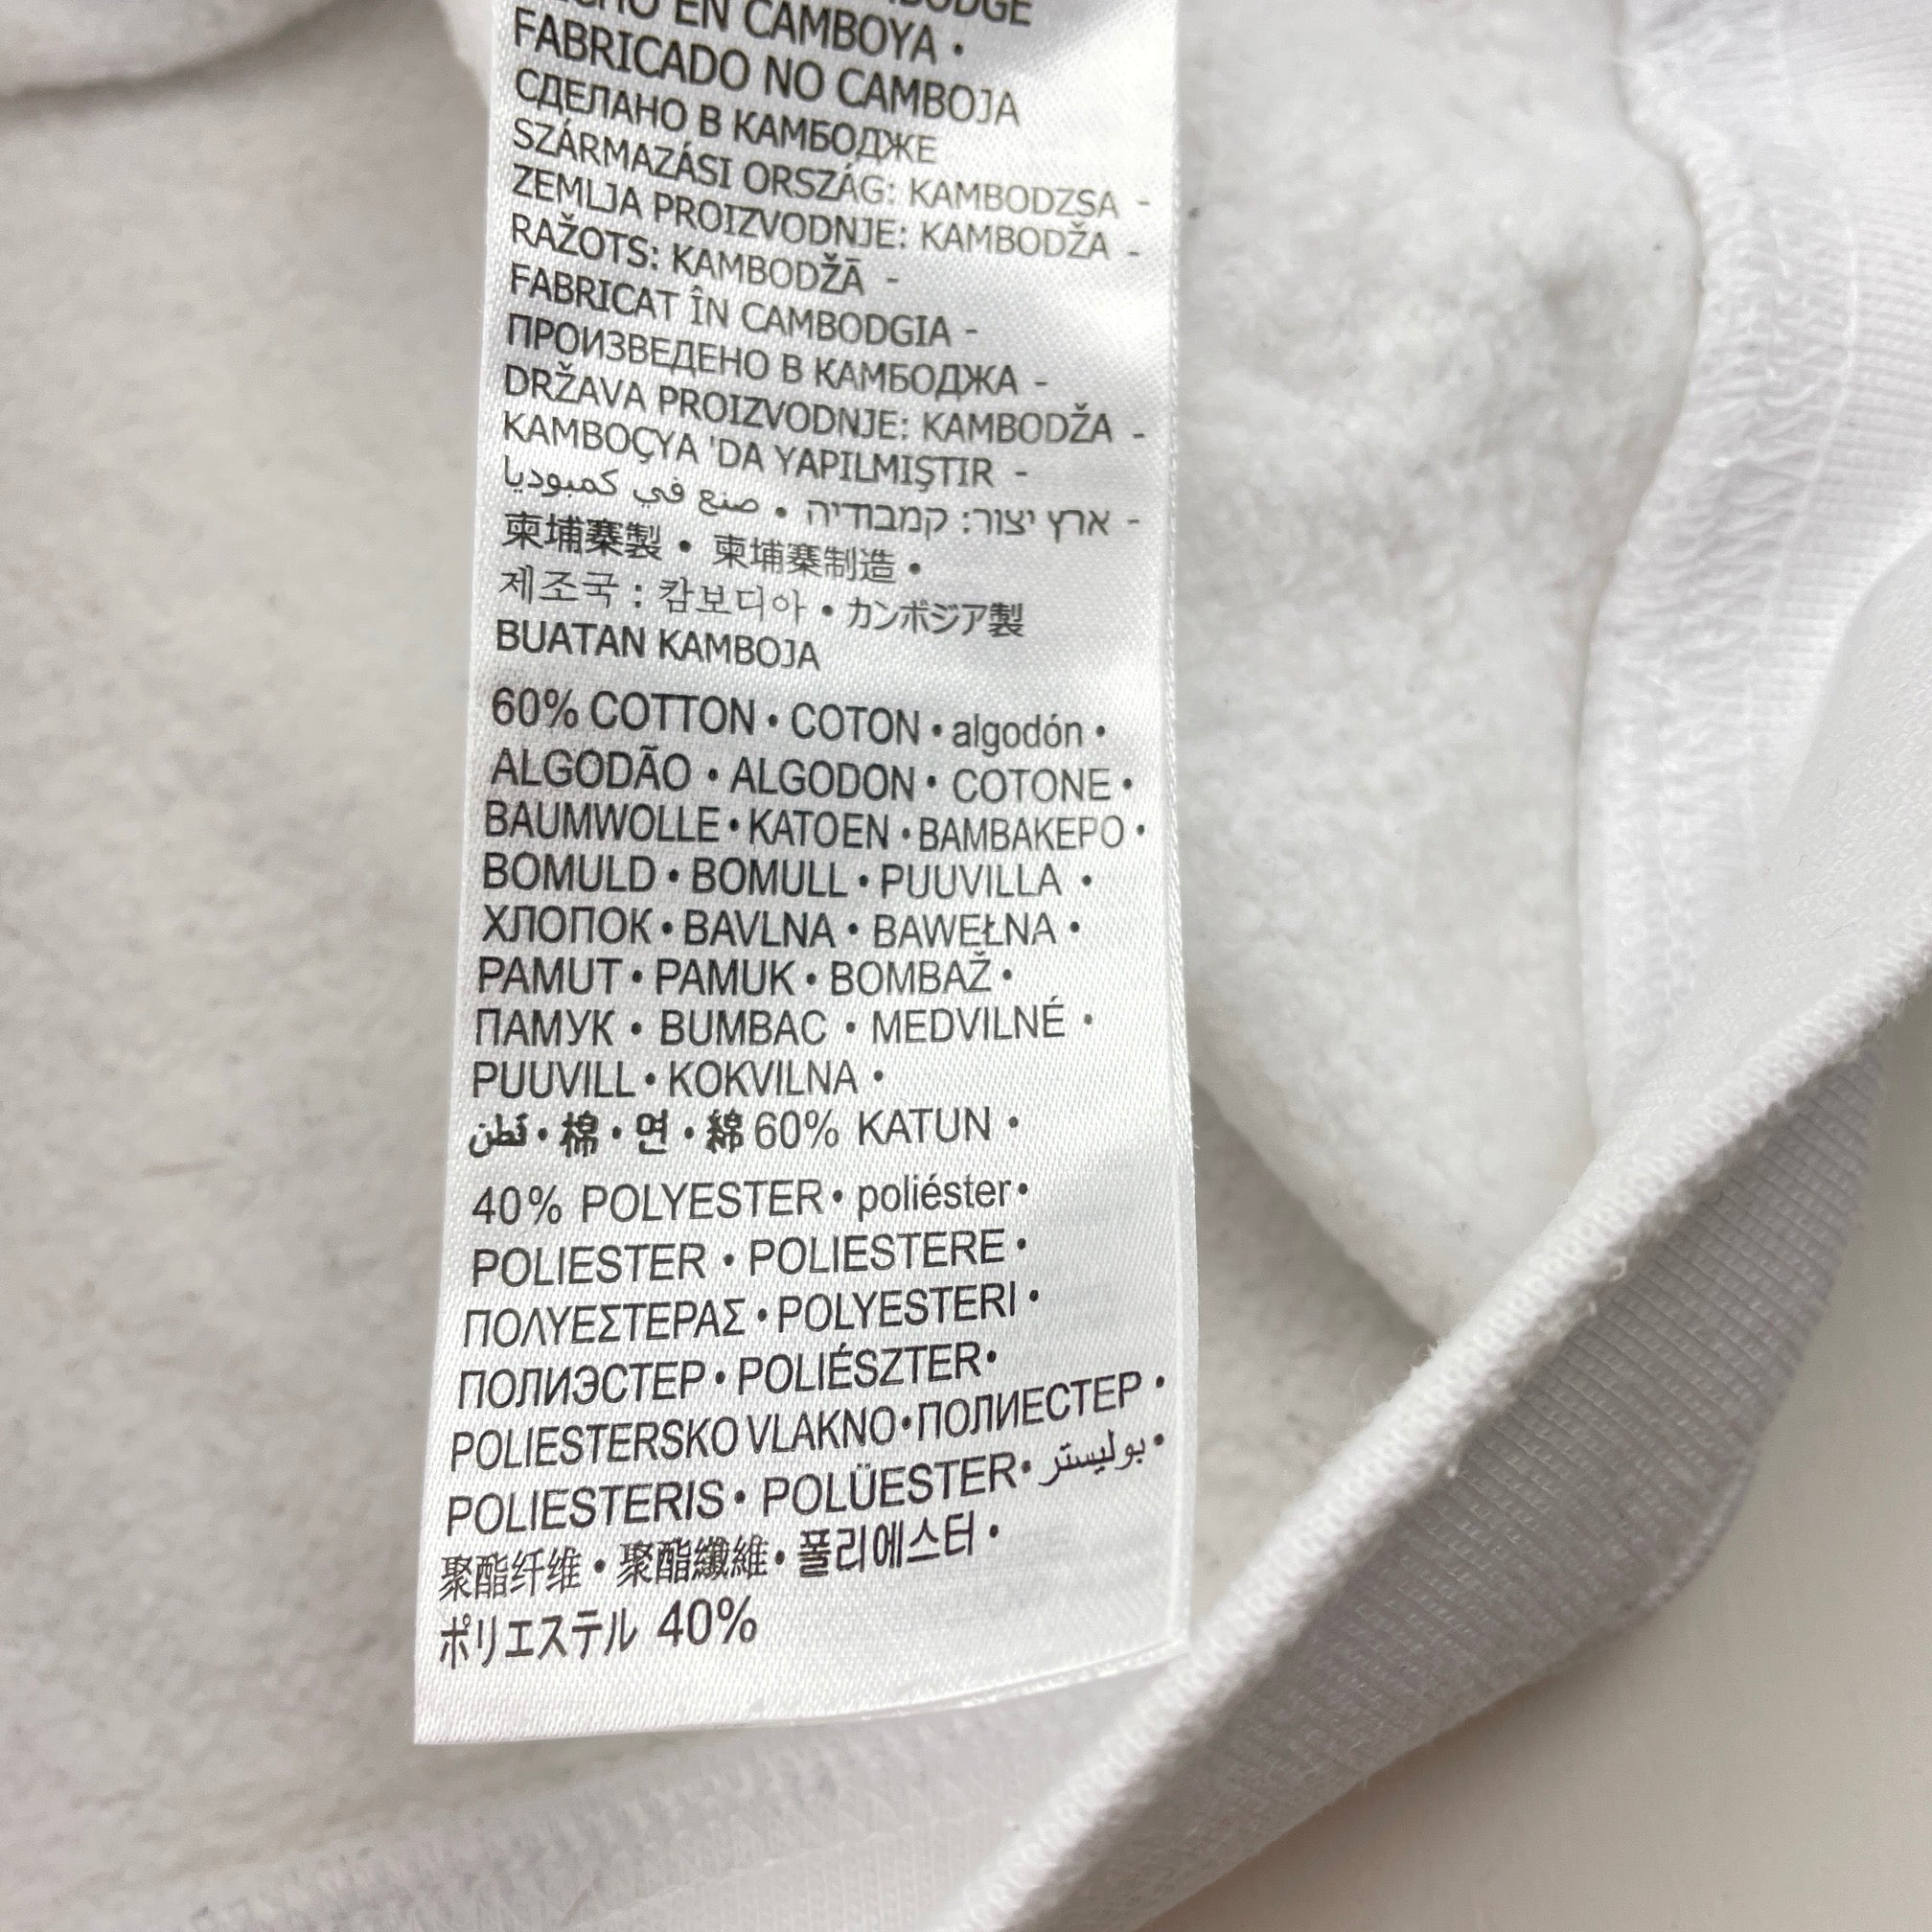 EN CAMBOYA •
FABRICADO NO CAMBOJA
СДЕЛАНО В КАМБОДЖЕ
SZÁRMAZÁSI ORSZÁG: KAMBODZSA -
ZEMLJA PROIZVODNJE: KAMBODŽA -
RAŽOTS: KAMBODŽĀ -
FABRICAT ÎN CAMBODGIA -
ПРОИЗВЕДЕНО В КАМБОДЖА -
DRŽAVA PROIZVODNJE: KAMBODŽA -
KAMBOÇYA 'DA YAPILMIŞTIR -
ארץ יצור: קמבודיה • صنع في كمبوديا -
柬埔寨製 • 柬埔寨制造 •
제조국 : 캄보디아 • カンボジア製
BUATAN KAMBOJA
60% COTTON • COTON • algodón •
ALGODÃO • ALGODON • COTONE •
BAUMWOLLE • KATOEN • ΒΑΜΒΑΚΕΡΟ •
BOMULD • BOMULL • PUUVILLA •
ХЛОПОК • BAVLNA • BAWEŁNA •
PAMUT • PAMUK • BOMBAŽ •
ПАМУК • BUMBAC • MEDVILNÉ •
PUUVILL • KOKVILNA •
قطن • 棉 • 면 • 綿 60% KATUN •
40% POLYESTER • poliéster •
POLIESTER • POLIESTERE •
ΠΟΛΥΕΣΤΕΡΑΣ • POLYESTERI •
ПОЛИЭСТЕР • POLIÉSZTER •
POLIESTERSKO VLAKNO • ПОЛИЕСТЕР •
POLIESTERIS • POLÜESTER • بوليستر •
聚酯纤维 • 聚酯纖維 • 폴리에스터 •
ポリエステル 40%